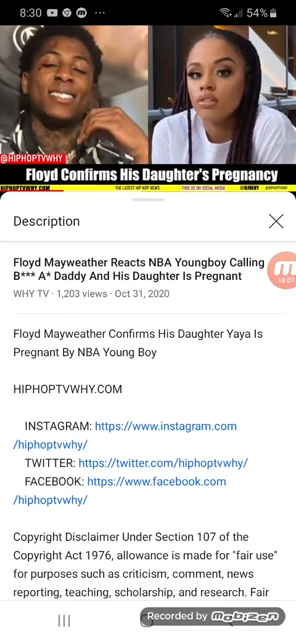 8:30
54%
@HIPHOPTVWHY
Floyd Confirms His Daughter's Pregnancy
HIPHOPTVWHY.COM THE LATEST HIP HOP NEWS FIND US ON SOCIAL MEDIA
Description
Floyd Mayweather Reacts NBA Youngboy Calling
B*** A* Daddy And His Daughter Is Pregnant
WHY TV · 1,203 views · Oct 31, 2020
18:07
Floyd Mayweather Confirms His Daughter Yaya Is
Pregnant By NBA Young Boy
HIPHOPTVWHY.COM
INSTAGRAM: https://www.instagram.com
/hiphoptvwhy/
TWITTER: https://twitter.com/hiphoptvwhy/
FACEBOOK: https://www.facebook.com
/hiphoptvwhy/
Copyright Disclaimer Under Section 107 of the
Copyright Act 1976, allowance is made for "fair use"
for purposes such as criticism, comment, news
reporting, teaching, scholarship, and research. Fair
Recorded by MOBIZEN